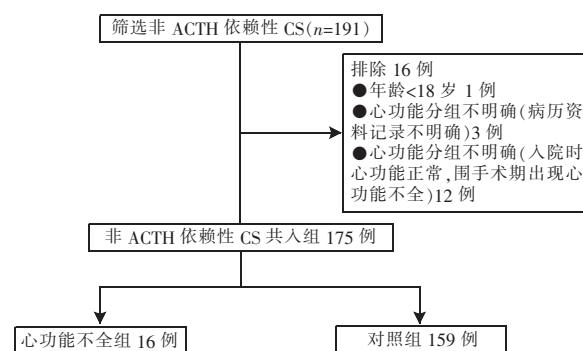 筛选非 ACTH 依赖性 CS(n=191)
排除 16 例
●年龄<18 岁 1 例
●心功能分组不明确(病历资
料记录不明确)3 例
●心功能分组不明确(入院时
心功能正常,围手术期出现心
功能不全)12 例
非 ACTH 依赖性 CS 共入组 175 例
心功能不全组 16 例
对照组 159 例